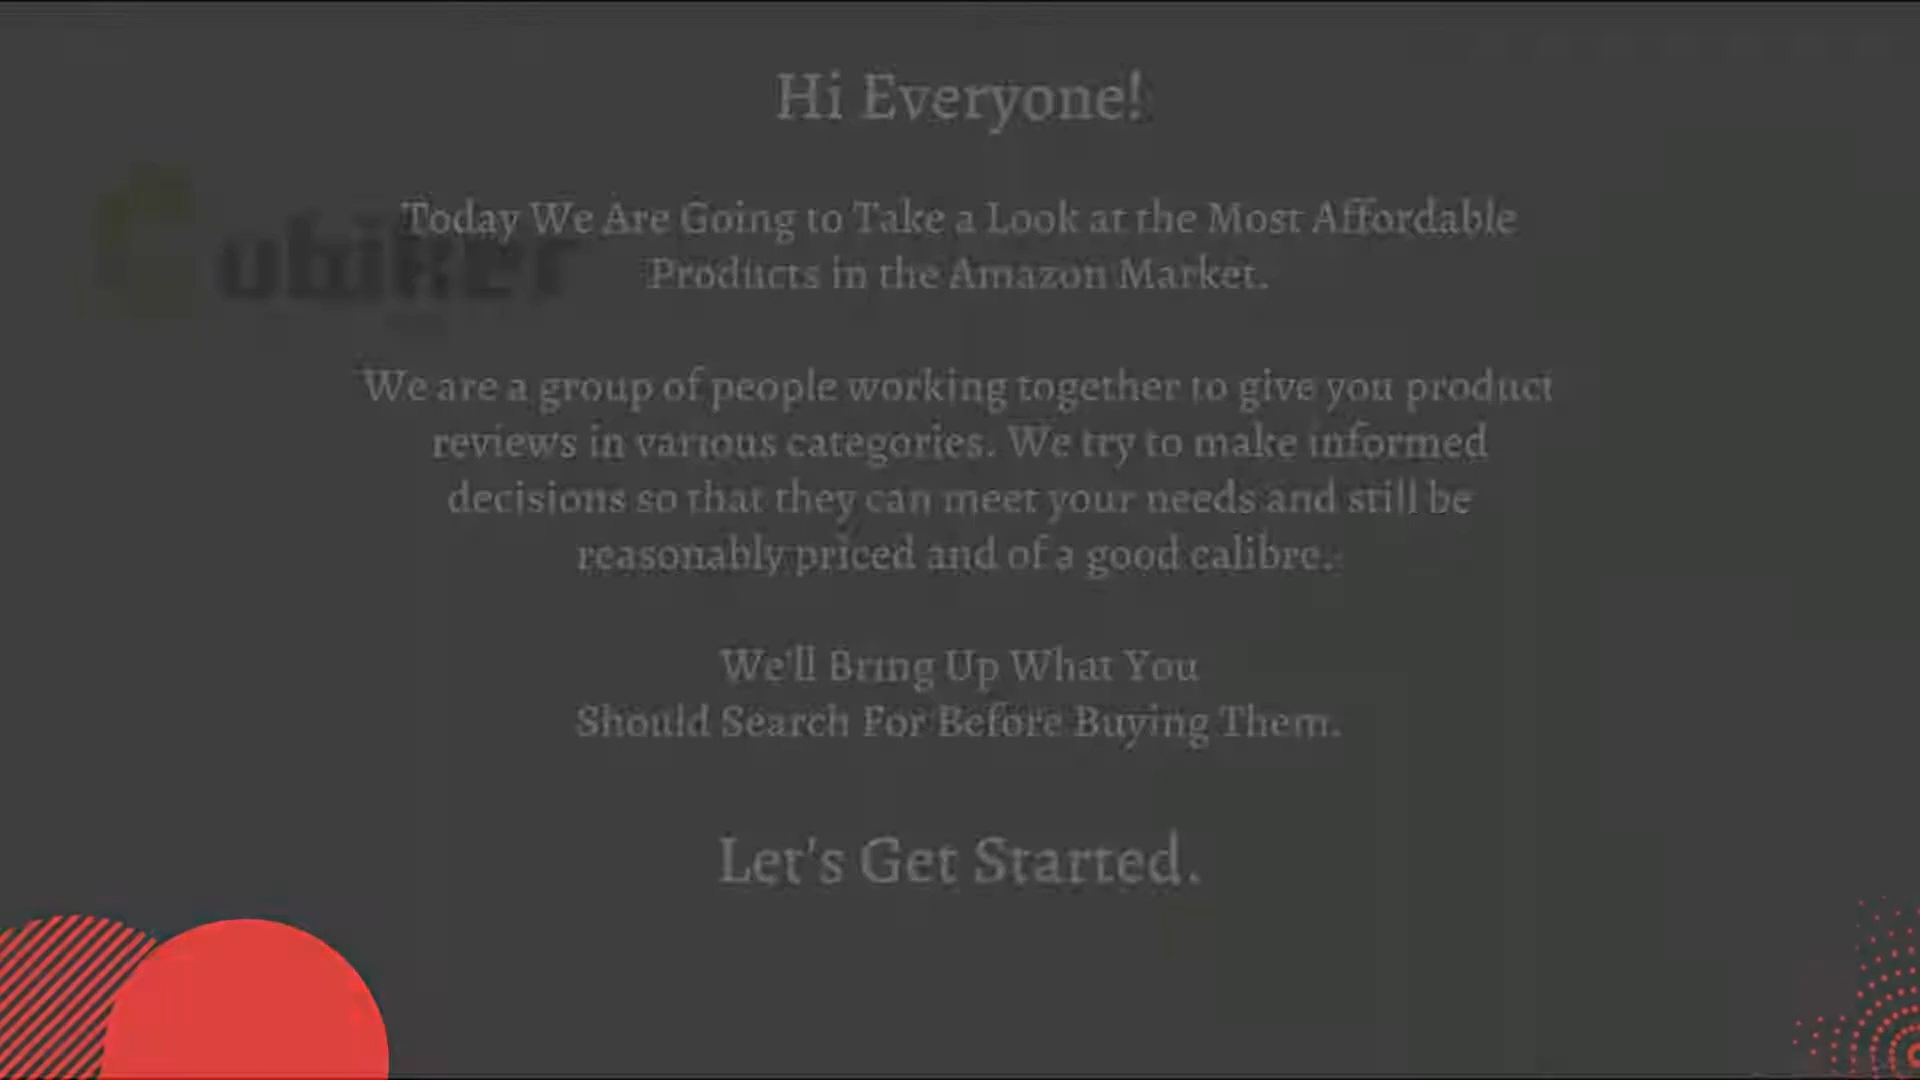 Hi Everyone!
Today We Are Going to Take a Look at the Most Affordable
Products in the Amazon Market.
ubiker
We are a group of people working together to give you product
reviews in various categories. We try to make informed
decisions so that they can meet your needs and still be
reasonably priced and of a good calibre.
We'll Bring Up What You
Should Search For Before Buying Them.
Let's Get Started.